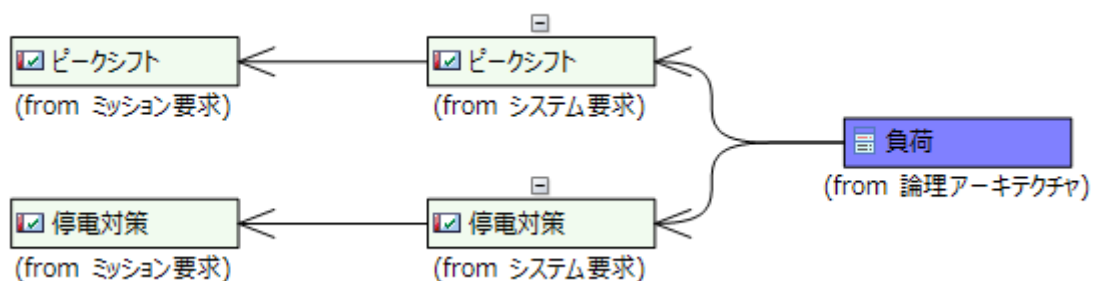 ピークシフト
(from ミッション要求)
ピークシフト
(from システム要求)
負荷
(from 論理アーキテクチャ)
停電対策
(from ミッション要求)
停電対策
(from システム要求)